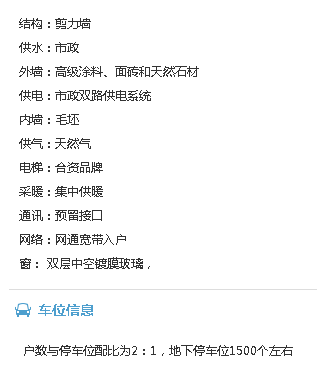 结构：剪力墙
供水：市政
外墙：高级涂料、面砖和天然石材
供电：市政双路供电系统
内墙：毛坯
供气：天然气
电梯：合资品牌
采暖：集中供暖
通讯：预留接口
网络：网通宽带入户
窗： 双层中空镀膜玻璃，
车位信息
户数与停车位配比为2：1，地下停车位1500个左右